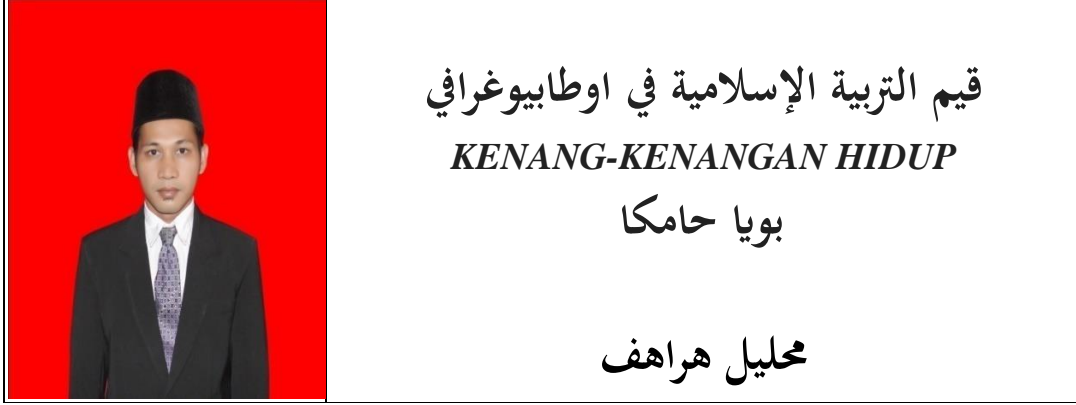 قيم التربية الإسلامية في اوطابيوغرافي
KENANG-KENANGAN HIDUP
بويا حامكا
محليل هراهف